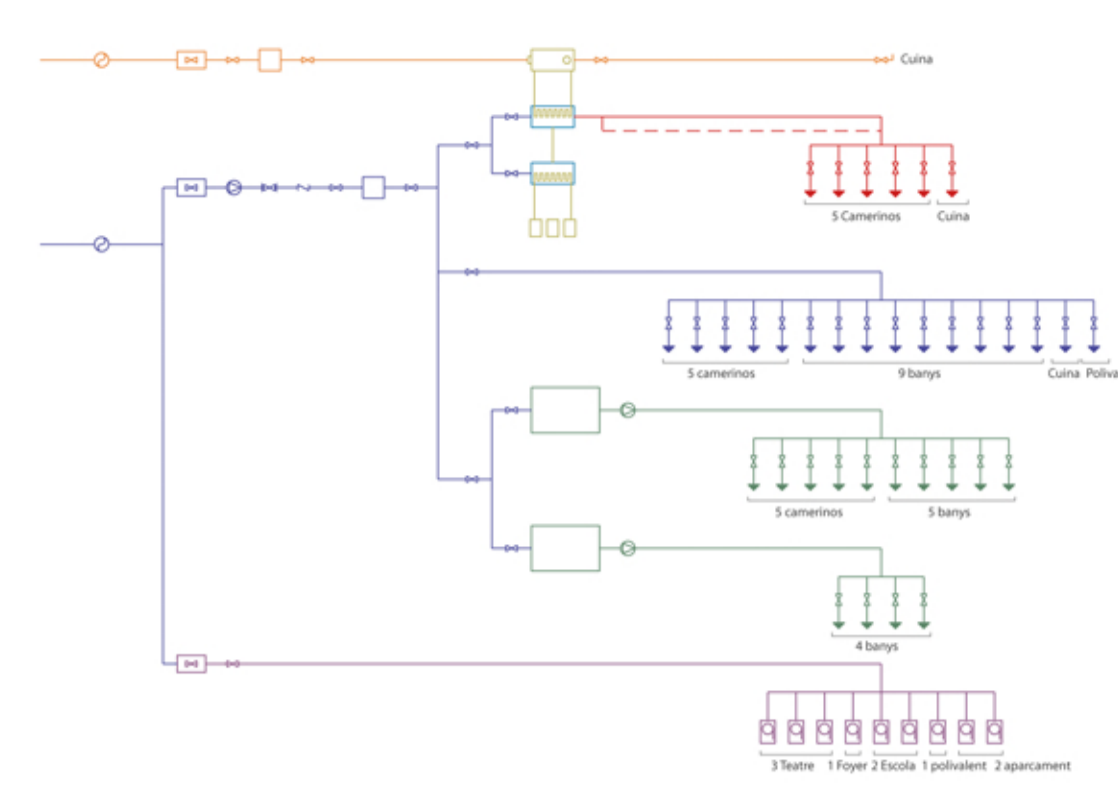 Cuina
5 Camerinos Cuina
5 camerinos 9 banys Cuina Poliva
5 camerinos 5 banys
4 banys
3 Teatre 1 Foyer 2 Escola 1 polivalent 2 aparcament